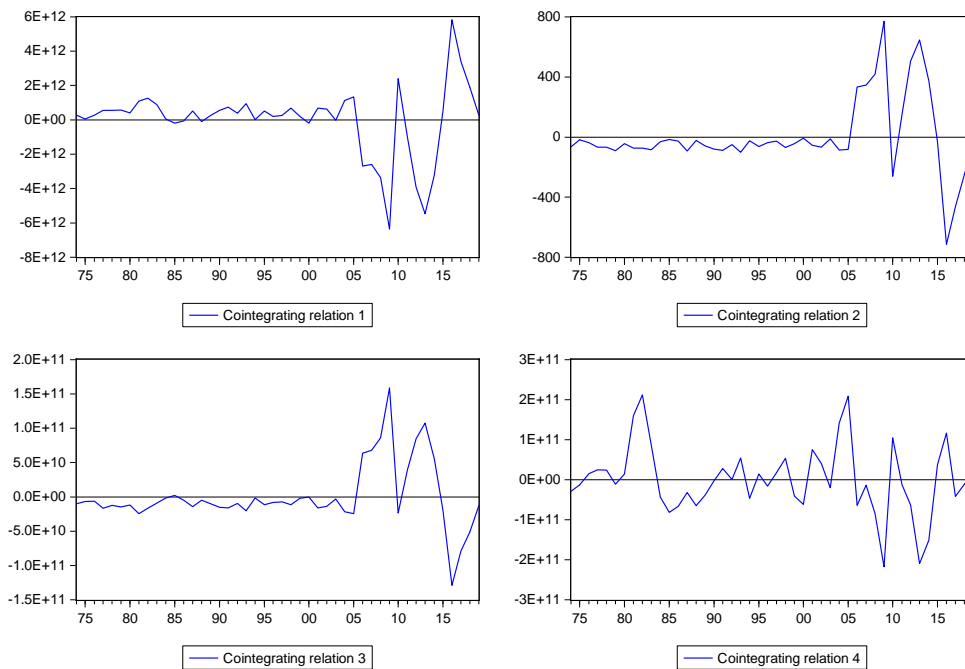 6E+12
4E+12
2E+12
0E+00
-2E+12
-4E+12
-6E+12
-8E+12
75 80 85 90 95 00 05 10 15
Cointegrating relation 1
800
400
0
-400
-800
75 80 85 90 95 00 05 10 15
Cointegrating relation 2
2.0E+11
1.5E+11
1.0E+11
5.0E+10
0.0E+00
-5.0E+10
-1.0E+11
-1.5E+11
75 80 85 90 95 00 05 10 15
Cointegrating relation 3
3E+11
2E+11
1E+11
0E+00
-1E+11
-2E+11
-3E+11
75 80 85 90 95 00 05 10 15
Cointegrating relation 4